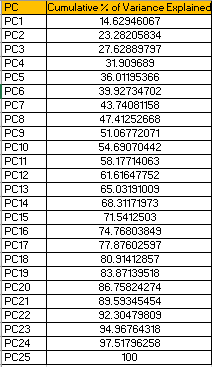 PC Cumulative % of Variance Explained
PC1 14.62946067
PC2 23.28205834
PC3 27.62889797
PC4 31.909689
PC5 36.01195366
PC6 39.92734702
PC7 43.74081158
PC8 47.41252668
PC9 51.06772071
PC10 54.69070442
PC11 58.17714063
PC12 61.61647752
PC13 65.03191009
PC14 68.31171973
PC15 71.5412503
PC16 74.76803849
PC17 77.87602597
PC18 80.91412857
PC19 83.87139518
PC20 86.75824274
PC21 89.59345454
PC22 92.30479809
PC23 94.96764318
PC24 97.51796258
PC25 100